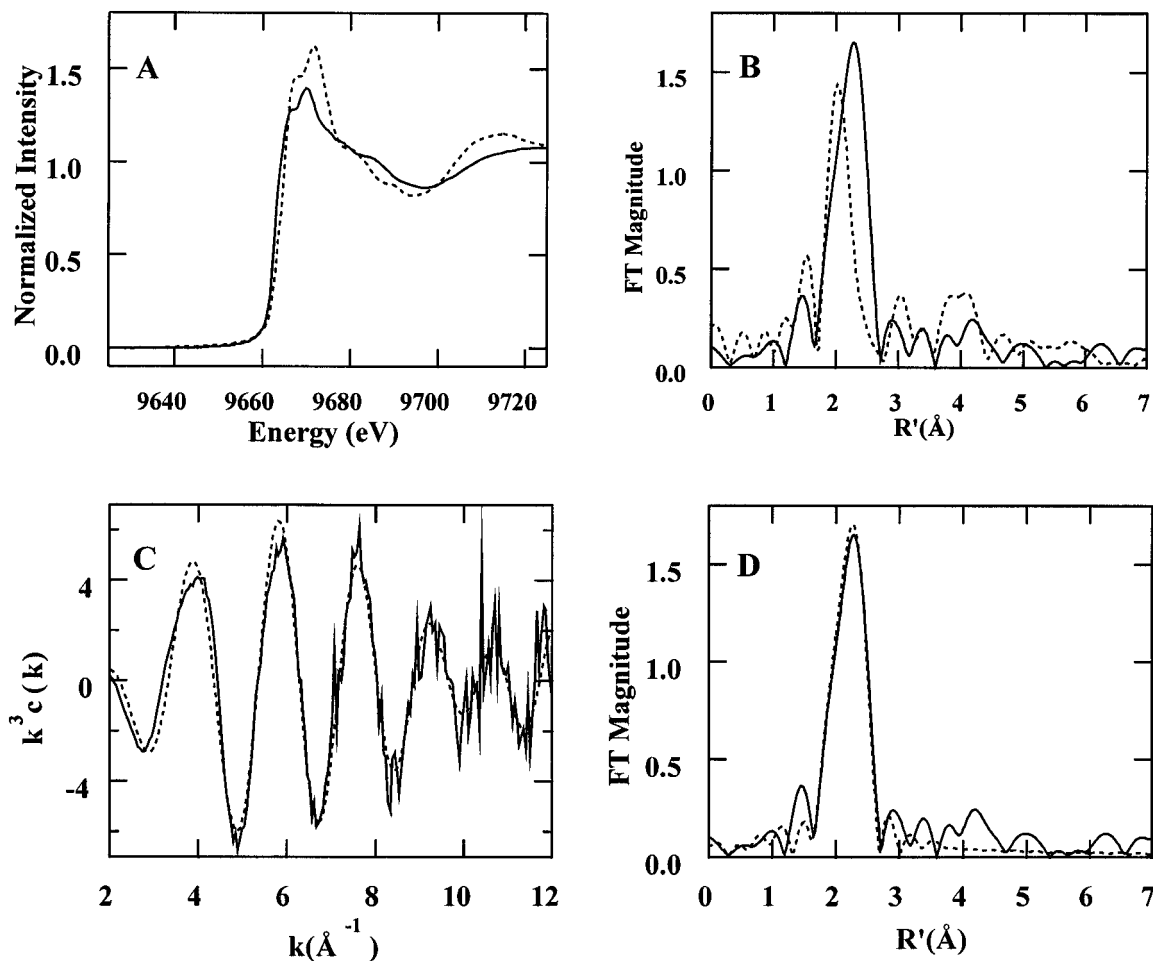 A
Normalized Intensity
1.5
1.0
0.5
0.0
9640 9660 9680 9700 9720
Energy (eV)
B
FT Magnitude
1.5
1.0
0.5
0.0
0 1 2 3 4 5 6 7
R'(Å)
C
k³c(k)
4
0
-4
2 4 6 8 10 12
k(Å⁻¹)
D
FT Magnitude
1.5
1.0
0.5
0.0
0 1 2 3 4 5 6 7
R'(Å)